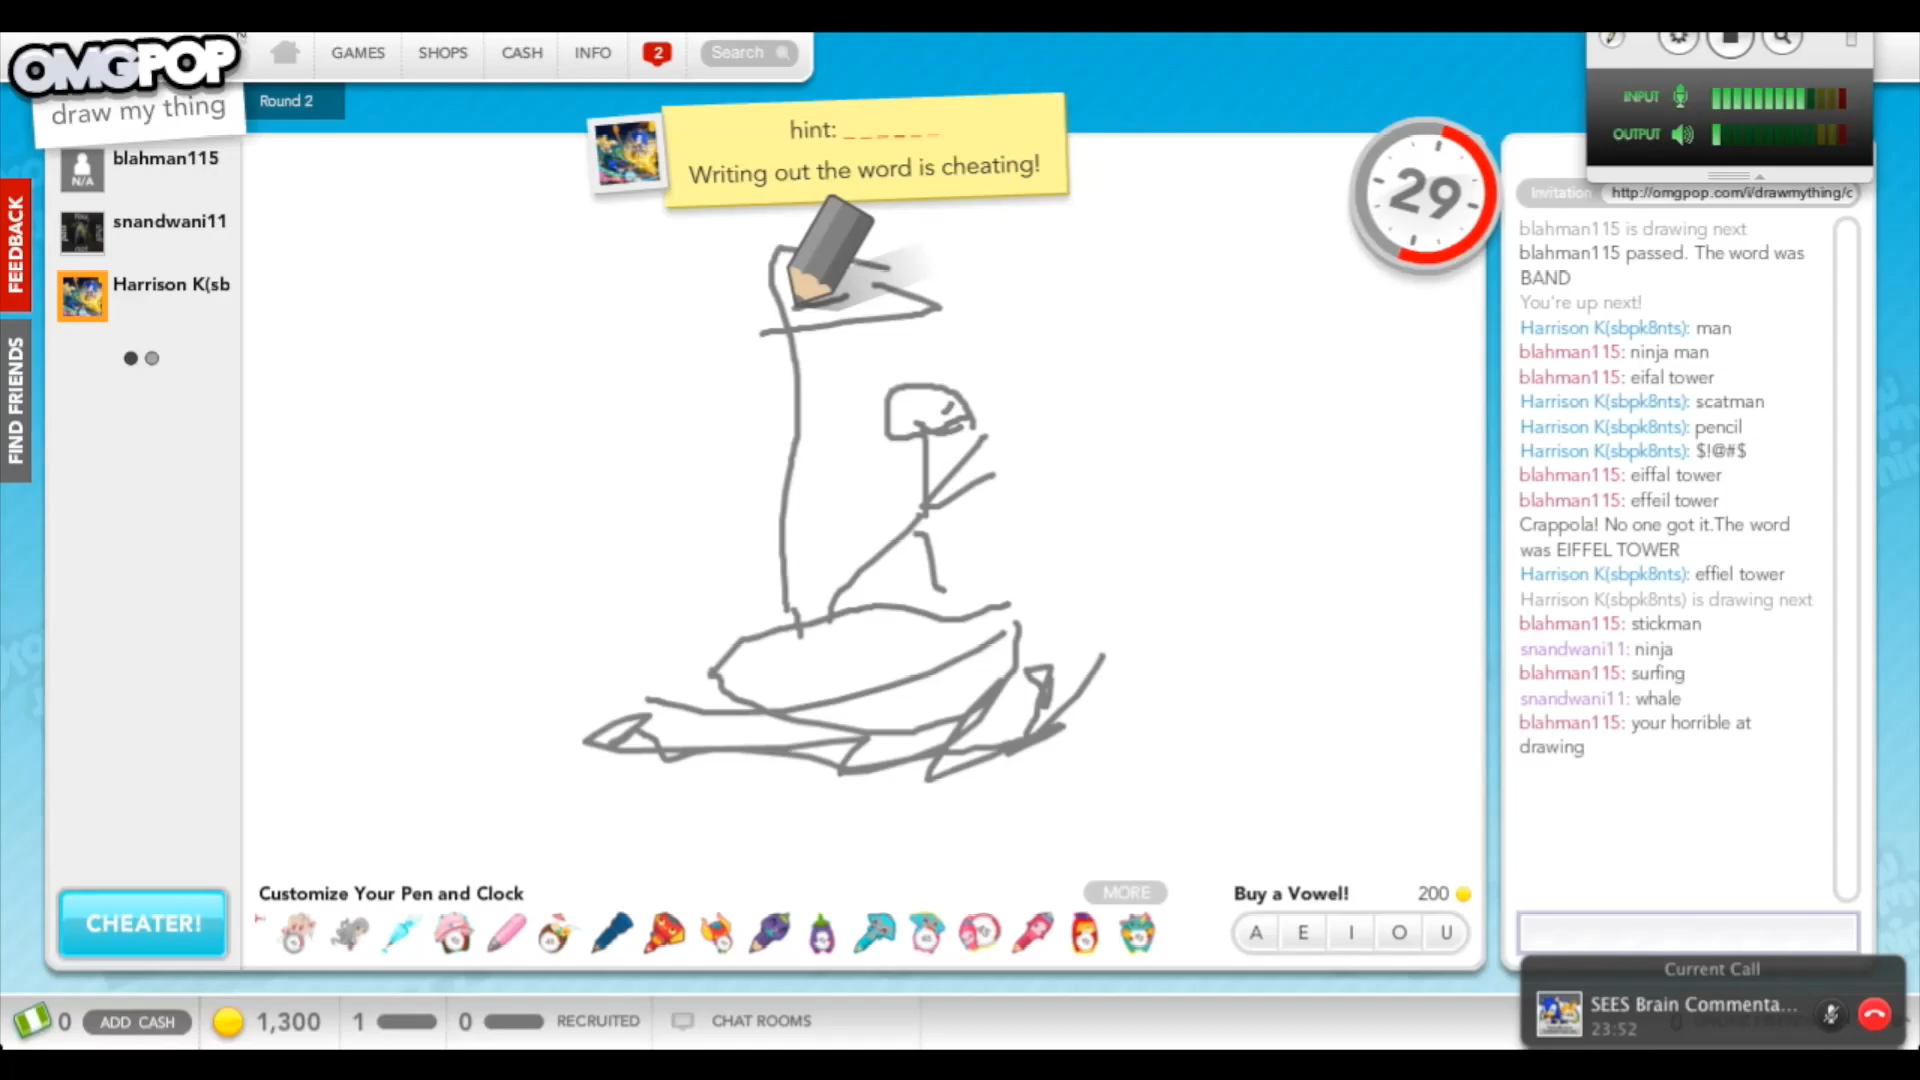 OMGPOP
draw my thing
GAMES
SHOPS
CASH
INFO
2
Search
Round 2
FEEDBACK
FIND FRIENDS
blahman115
N/A
snandwani11
Harrison K(sb
hint: _ _ _ _ _ _
Writing out the word is cheating!
29
INPUT
OUTPUT
Invitation
http://omgpop.com/i/drawmything/c
blahman115 is drawing next
blahman115 passed. The word was
BAND
You're up next!
Harrison K(sbpk8nts): man
blahman115: ninja man
blahman115: eifal tower
Harrison K(sbpk8nts): scatman
Harrison K(sbpk8nts): pencil
Harrison K(sbpk8nts): $!@#$
blahman115: eiffal tower
blahman115: effeil tower
Crappola! No one got it.The word
was EIFFEL TOWER
Harrison K(sbpk8nts): effiel tower
Harrison K(sbpk8nts) is drawing next
blahman115: stickman
snandwani11: ninja
blahman115: surfing
snandwani11: whale
blahman115: your horrible at
drawing
CHEATER!
Customize Your Pen and Clock
MORE
Buy a Vowel!
200
A E I O U
Current Call
SEES Brain Commenta...
23:52
0
ADD CASH
1,300
1
0
RECRUITED
CHAT ROOMS